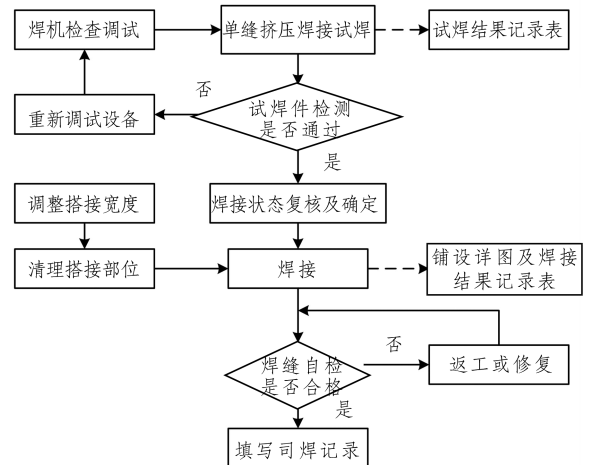 焊机检查调试
单缝挤压焊接试焊
试焊结果记录表
否
试焊件检测
是否通过
重新调试设备
是
调整搭接宽度
焊接状态复核及确定
清理搭接部位
焊接
铺设详图及焊接
结果记录表
否
焊缝自检
是否合格
返工或修复
是
填写司焊记录